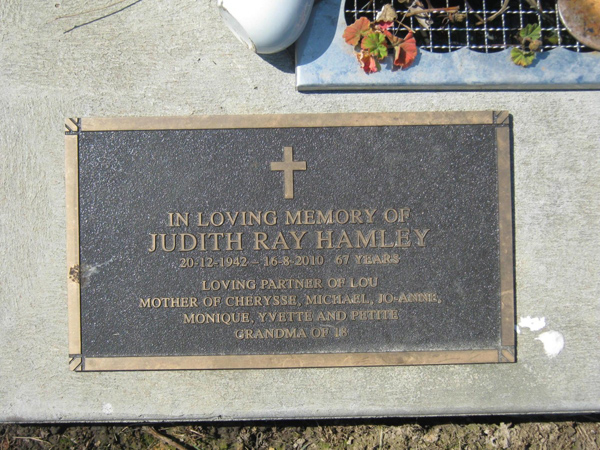 IN LOVING MEMORY OF
JUDITH RAY HAMLEY
20-12-1942 – 16-8-2010 67 YEARS
LOVING PARTNER OF LOU
MOTHER OF CHERYSSE, MICHAEL, JO-ANNE,
MONIQUE, YVETTE AND PETITE
GRANDMA OF 18